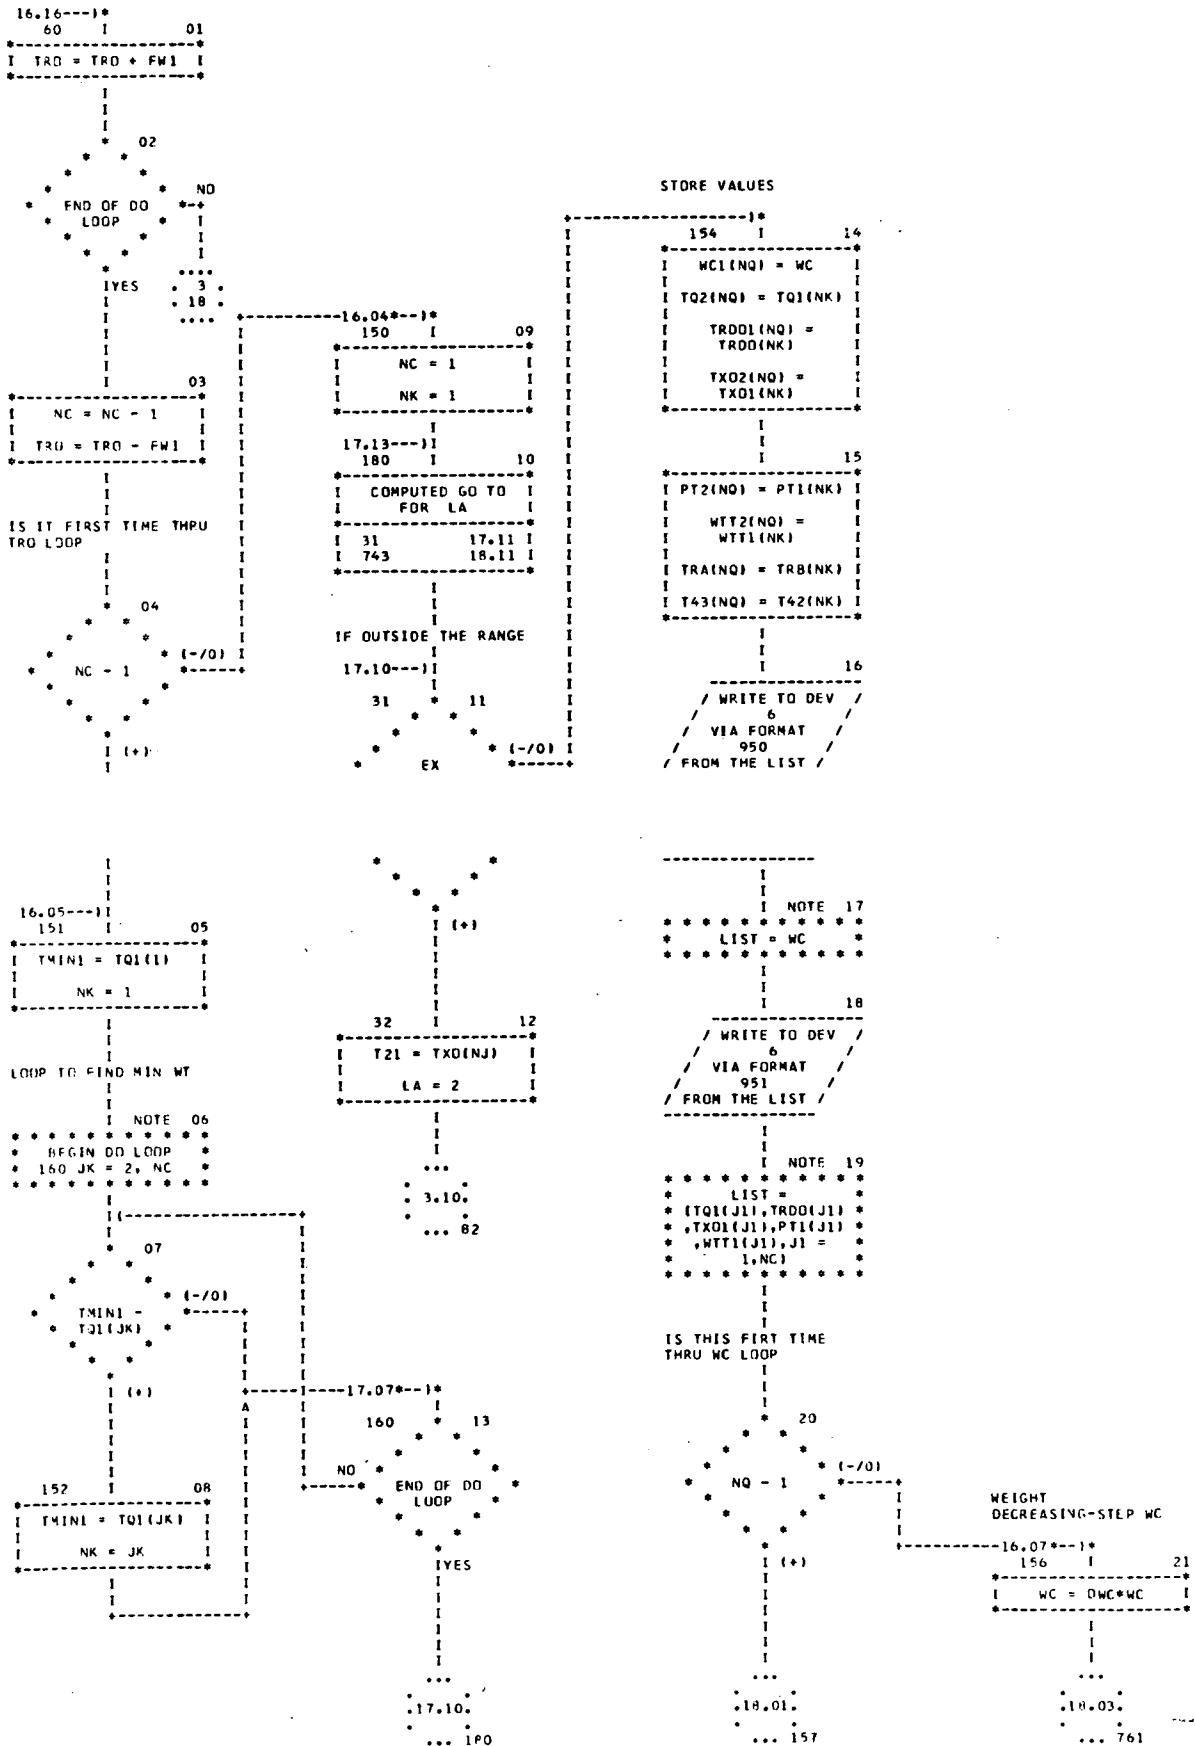 16.16---)*
60 I 01
I TRO = TRO + FW1 I
02
END OF DO
LOOP
NO
YES
3
18
03
NC = NC - 1
TRO = TRO - FW1
IS IT FIRST TIME THRU
TRO LOOP
04
NC - 1
(-/0)
(+)
16.05---)I
151 05
TMIN1 = TQ1(1)
NK = 1
LOOP TO FIND MIN WT
NOTE 06
BEGIN DO LOOP
160 JK = 2, NC
07
TMIN1 -
TQ1(JK)
(-/0)
(+)
152 08
TMIN1 = TQ1(JK)
NK = JK
16.04*--)*
150 I 09
NC = 1
NK = 1
17.13---)I
180 I 10
COMPUTED GO TO
FOR LA
31 17.11
743 18.11
IF OUTSIDE THE RANGE
17.10---)I
31 11
EX
(-/0)
(+)
32 I 12
T21 = TXO(NJ)
LA = 2
3.10
82
17.07*--)*
160 13
NO
END OF DO
LOOP
YES
17.10.
180
STORE VALUES
154 I 14
WC1(NQ) = WC
TQ2(NQ) = TQ1(NK)
TRDO1(NQ) =
TRDO(NK)
TXO2(NQ) =
TXO1(NK)
15
PT2(NQ) = PT1(NK)
WTT2(NQ) =
WTT1(NK)
TRA(NQ) = TRB(NK)
T43(NQ) = T42(NK)
16
/ WRITE TO DEV /
6
VIA FORMAT
950
/ FROM THE LIST /
NOTE 17
LIST = WC
18
/ WRITE TO DEV /
6
VIA FORMAT
951
/ FROM THE LIST /
NOTE 19
LIST =
(TQ1(J1),TRDO(J1)
,TXO1(J1),PT1(J1)
,WTT1(J1),J1 =
1,NC)
IS THIS FIRT TIME
THRU WC LOOP
20
NQ - 1
(-/0)
(+)
.18.01.
157
WEIGHT
DECREASING-STEP WC
16.07*--)*
156 I 21
WC = DWC*WC
.18.03.
761